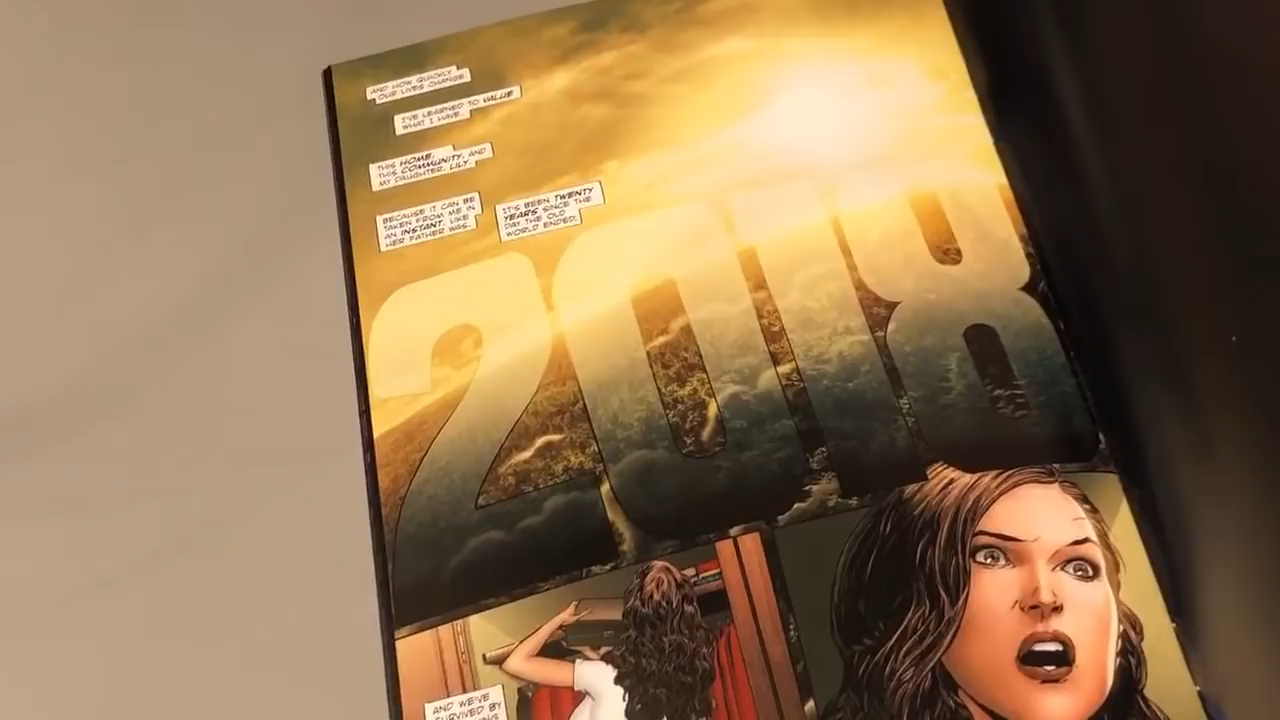 AND HOW QUICKLY
OUR LIVES CHANGE.
I'VE LEARNED TO VALUE
WHAT I HAVE.
THIS HOME,
THIS COMMUNITY, AND
MY DAUGHTER, LILY.
BECAUSE IT CAN BE
TAKEN FROM ME IN
AN INSTANT, LIKE
HER FATHER WAS.
IT'S BEEN TWENTY
YEARS SINCE THE
DAY THE OLD
WORLD ENDED.
2018
AND WE'VE
SURVIVED BY